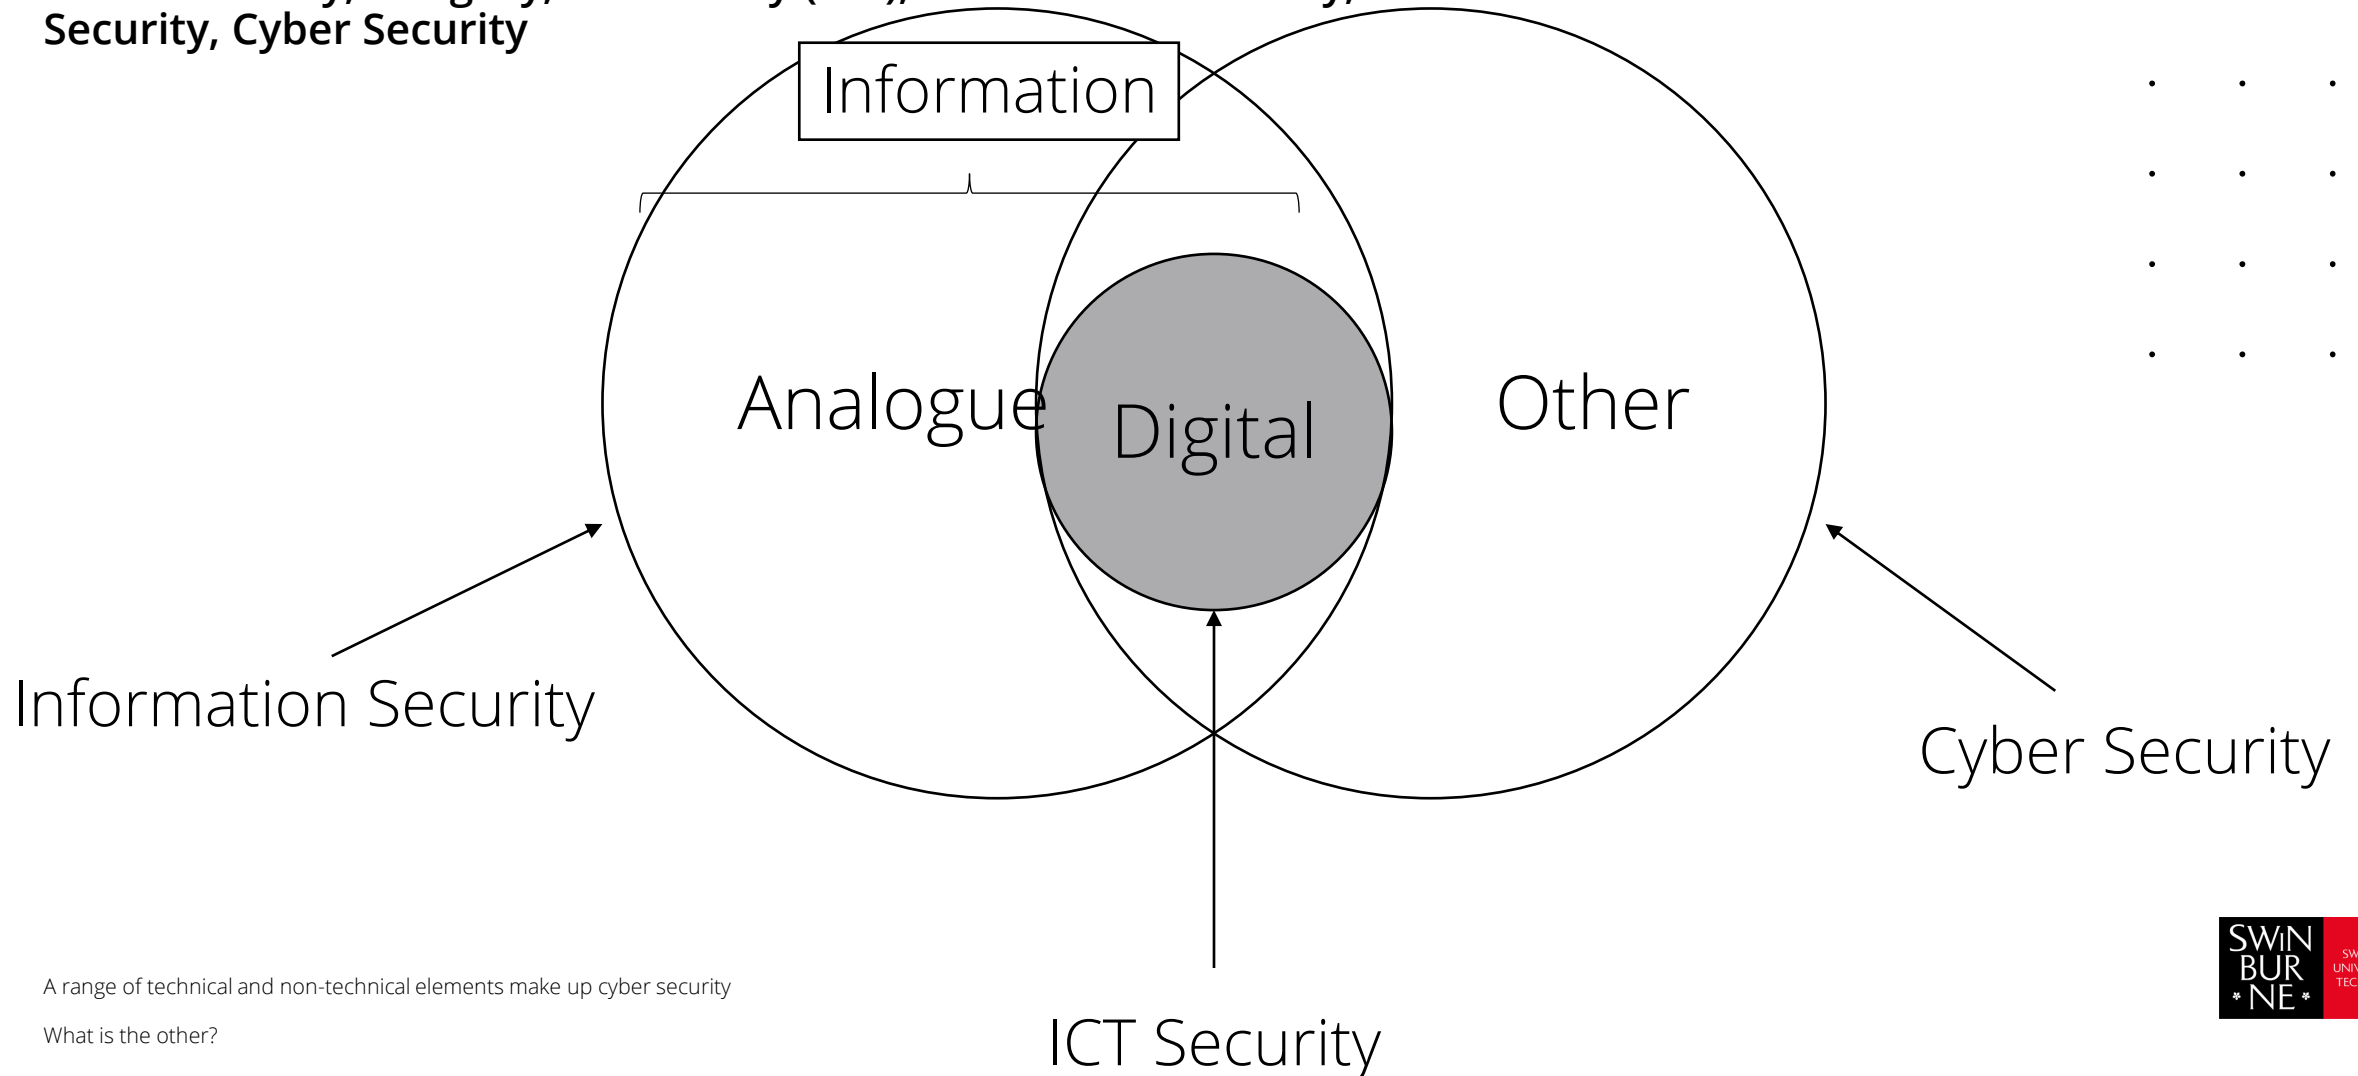 Security, Cyber Security
Information
Analogue
Digital
Other
Information Security
Cyber Security
ICT Security
A range of technical and non-technical elements make up cyber security
What is the other?
SWIN
BUR
NE